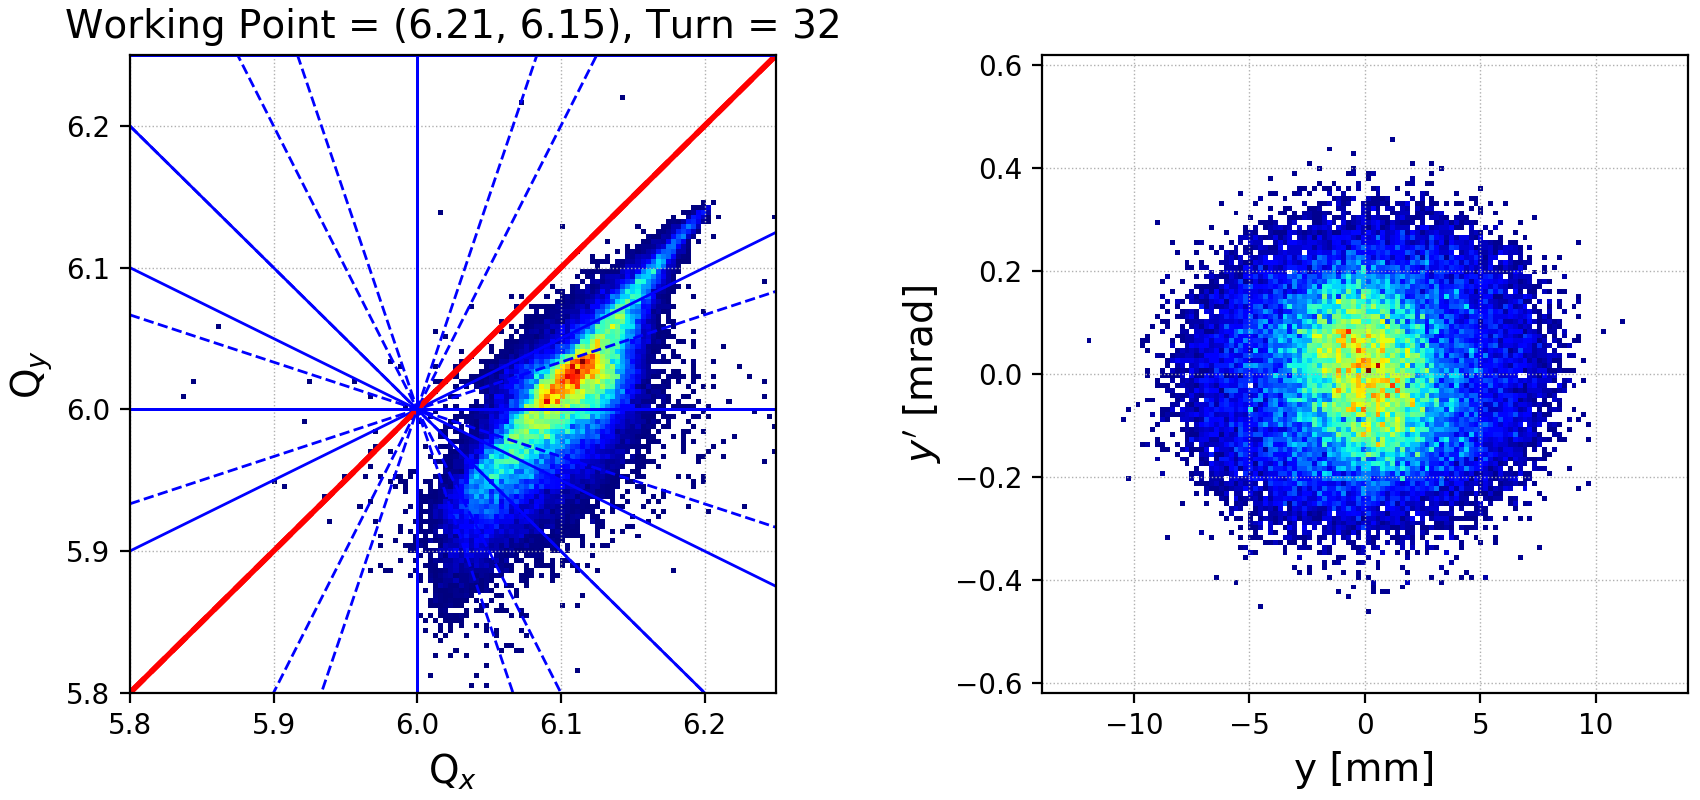 Working Point = (6.21, 6.15), Turn = 32
6.2
6.1
6.0
5.9
5.8
Q_y
5.8 5.9 6.0 6.1 6.2
Q_x
0.6
0.4
0.2
0.0
−0.2
−0.4
−0.6
y′ [mrad]
−10 −5 0 5 10
y [mm]